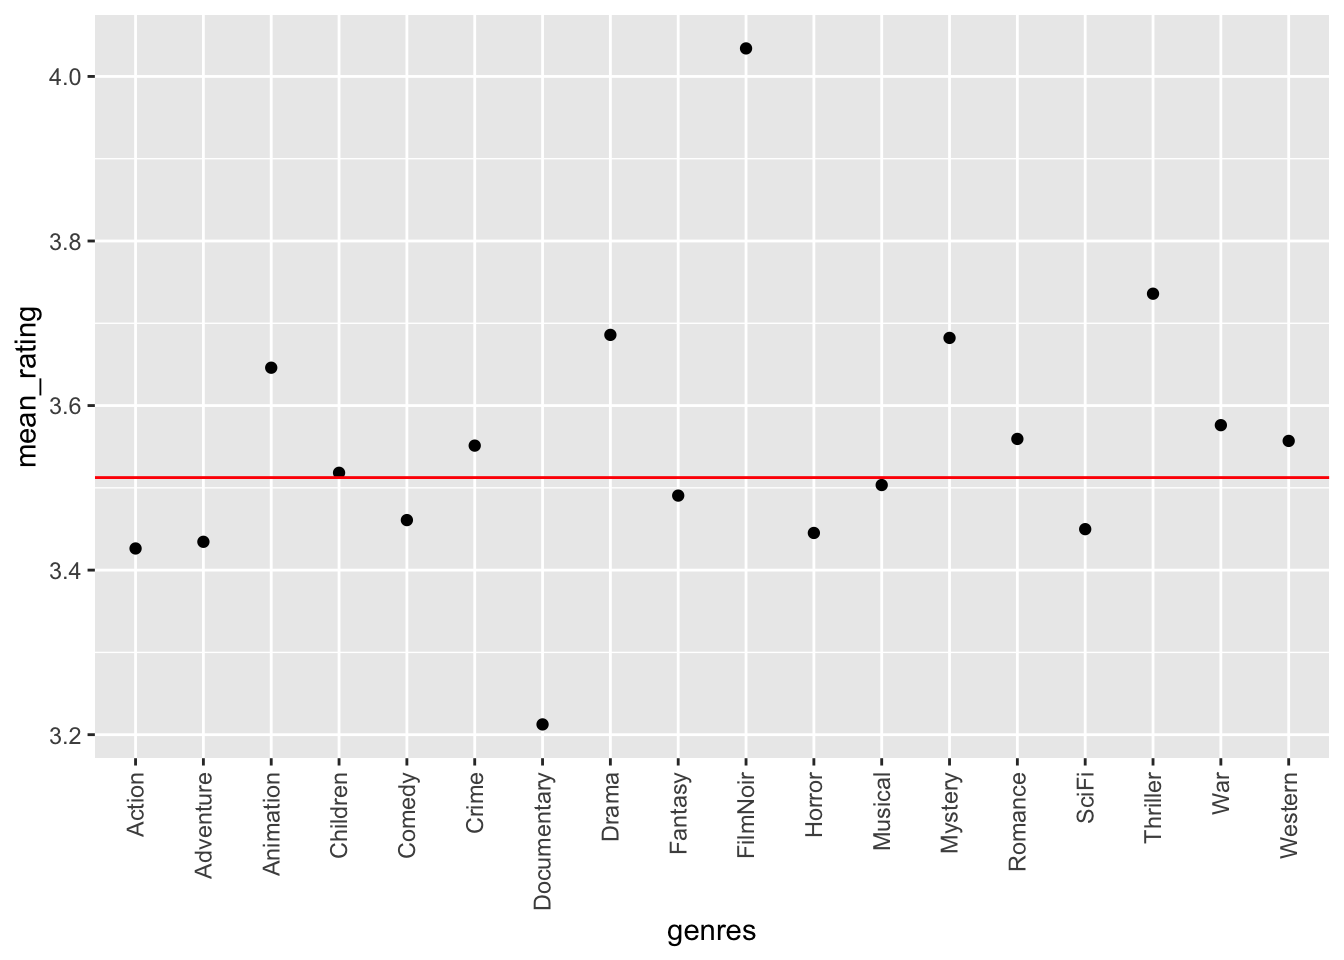 mean_rating
4.0
3.8
3.6
3.4
3.2
Action
Adventure
Animation
Children
Comedy
Crime
Documentary
Drama
Fantasy
FilmNoir
Horror
Musical
Mystery
Romance
SciFi
Thriller
War
Western
genres